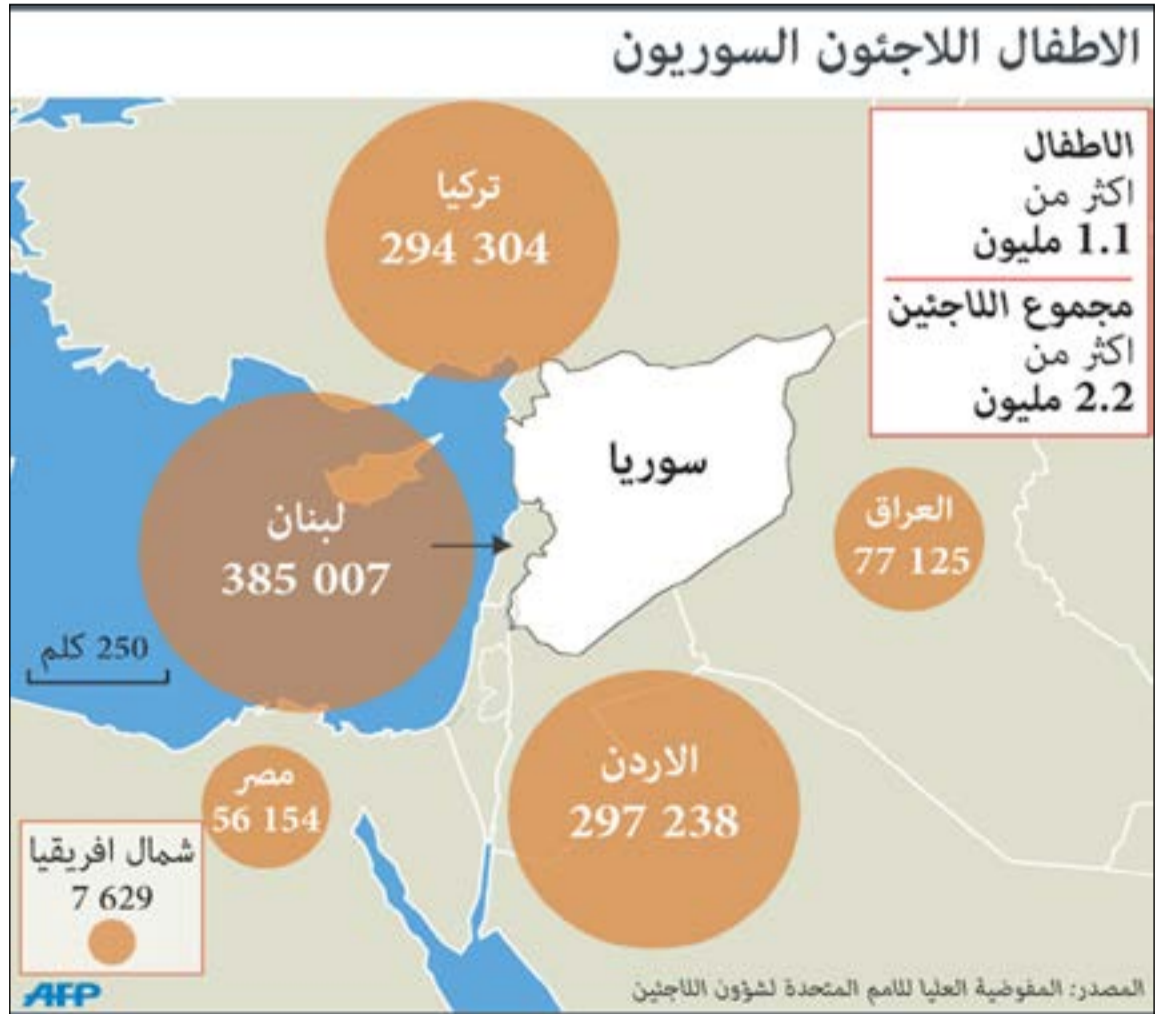 الاطفال اللاجئون السوريون
الاطفال
اكثر من
1.1 مليون
مجموع اللاجئين
اكثر من
2.2 مليون
تركيا
294 304
سوريا
العراق
77 125
لبنان
385 007
250 كلم
الاردن
297 238
مصر
56 154
شمال افريقيا
7 629
المصدر: المفوضية العليا للامم المتحدة لشؤون اللاجئين
AFP